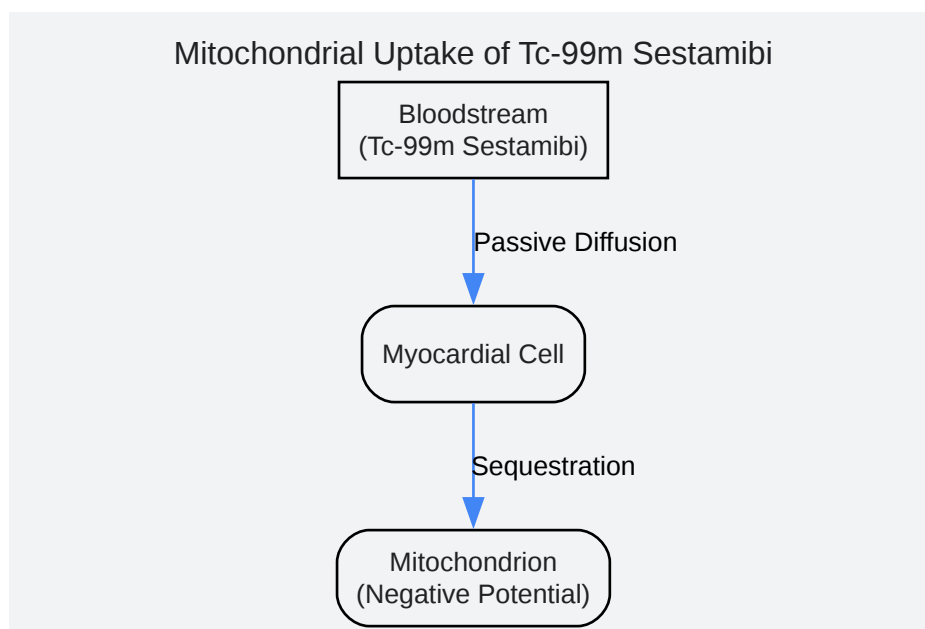 Mitochondrial Uptake of Tc-99m Sestamibi
Bloodstream
(Tc-99m Sestamibi)
Passive Diffusion
Myocardial Cell
Sequestration
Mitochondrion
(Negative Potential)